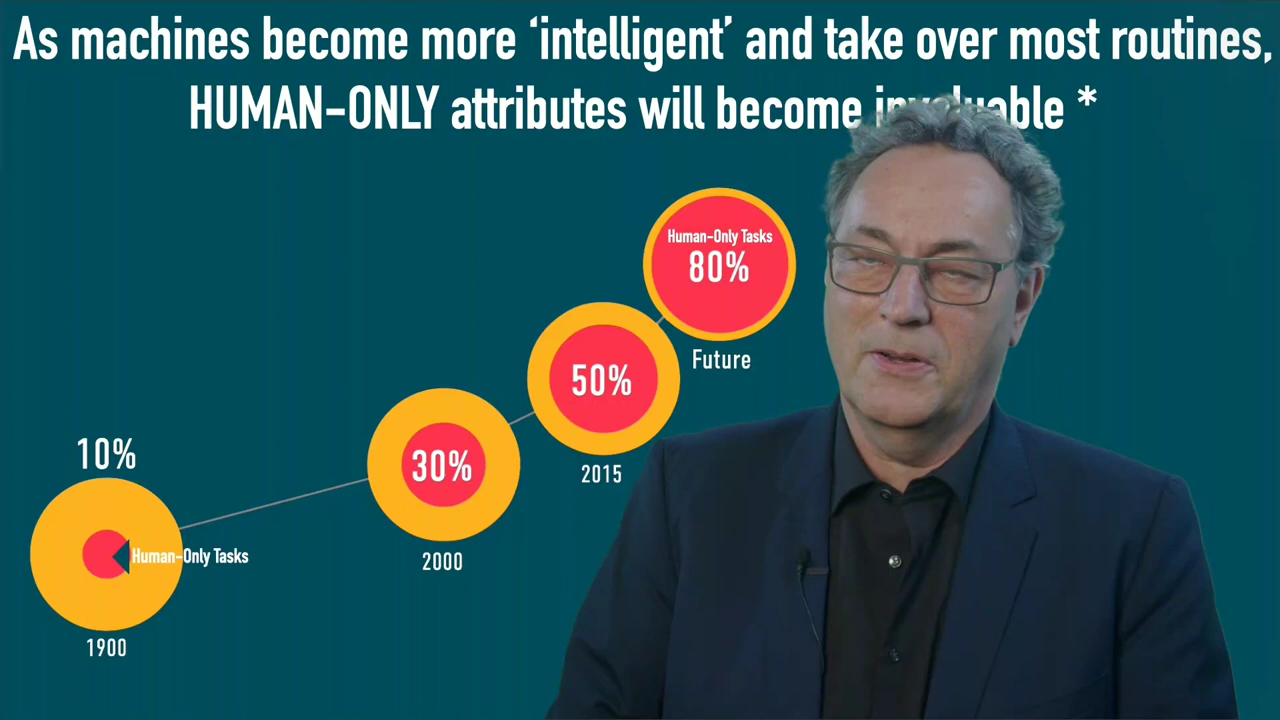 As machines become more ‘intelligent’ and take over most routines,
HUMAN-ONLY attributes will become *
Human-Only Tasks
80%
Future
50%
2015
30%
2000
10%
Human-Only Tasks
1900